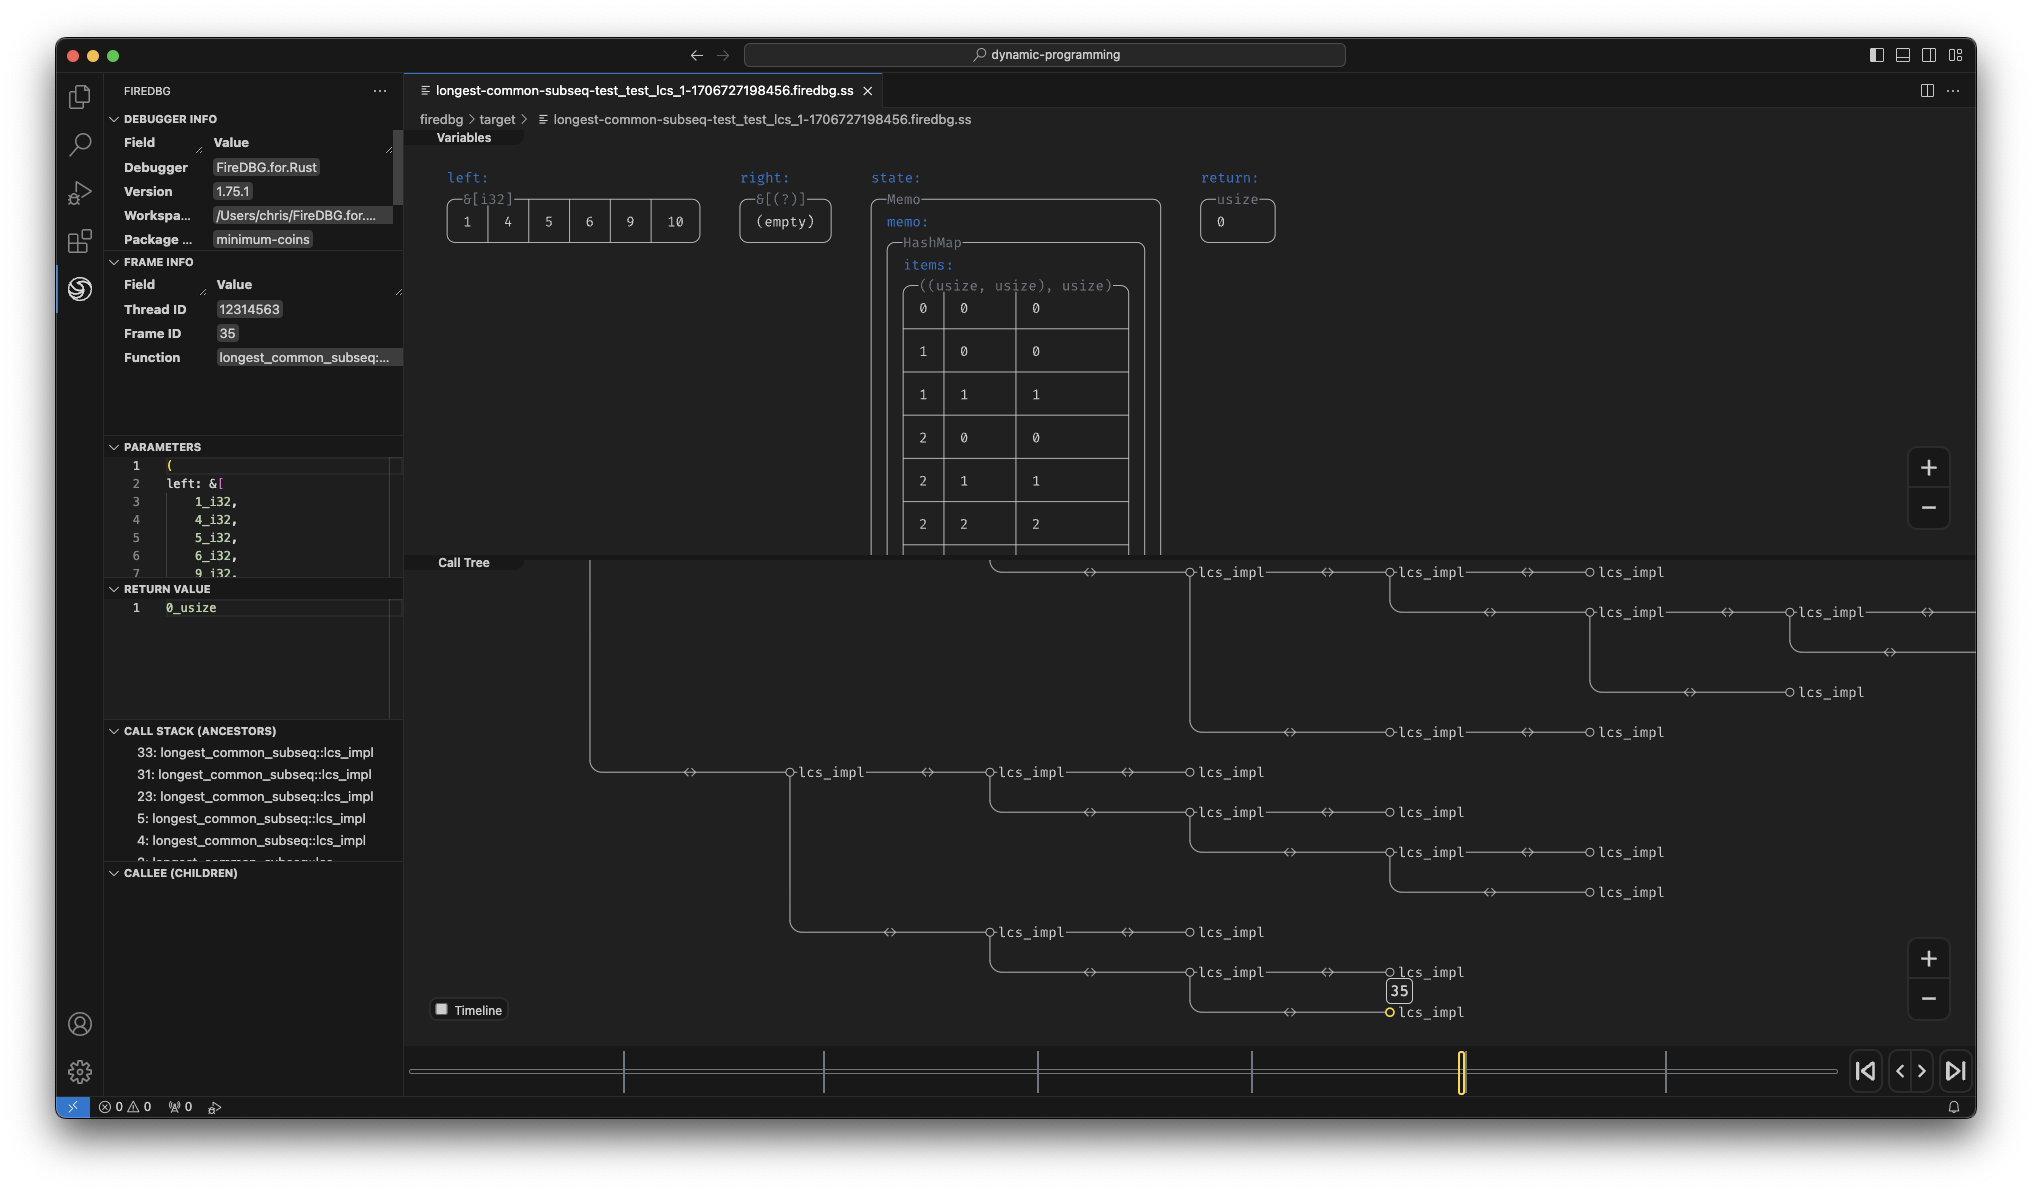 dynamic-programming
FIREDBG
DEBUGGER INFO
Field Value
Debugger FireDBG.for.Rust
Version 1.75.1
Workspa... /Users/chris/FireDBG.for....
Package ... minimum-coins
FRAME INFO
Field Value
Thread ID 12314563
Frame ID 35
Function longest_common_subseq:...
PARAMETERS
1 (
2 left: &[
3 1_i32,
4 4_i32,
5 5_i32,
6 6_i32,
7 9_i32,
RETURN VALUE
1 0_usize
CALL STACK (ANCESTORS)
33: longest_common_subseq::lcs_impl
31: longest_common_subseq::lcs_impl
23: longest_common_subseq::lcs_impl
5: longest_common_subseq::lcs_impl
4: longest_common_subseq::lcs_impl
CALLEE (CHILDREN)
longest-common-subseq-test_test_lcs_1-1706727198456.firedbg.ss
firedbg > target > longest-common-subseq-test_test_lcs_1-1706727198456.firedbg.ss
Variables
left: right: state: return:
&[i32] &[(?)] Memo usize
1 4 5 6 9 10 (empty) memo: 0
HashMap
items:
((usize, usize), usize)
0 0 0
1 0 0
1 1 1
2 0 0
2 1 1
2 2 2
+
−
Call Tree
<> lcs_impl <> lcs_impl <> lcs_impl
<> lcs_impl <> lcs_impl <>
<>
<> lcs_impl
<> lcs_impl <> lcs_impl
<> lcs_impl <> lcs_impl <> lcs_impl
<> lcs_impl <> lcs_impl
<> lcs_impl <> lcs_impl
<> lcs_impl
<> lcs_impl <> lcs_impl
<> lcs_impl <> lcs_impl
35
<> lcs_impl
+
−
Timeline
0 0 0